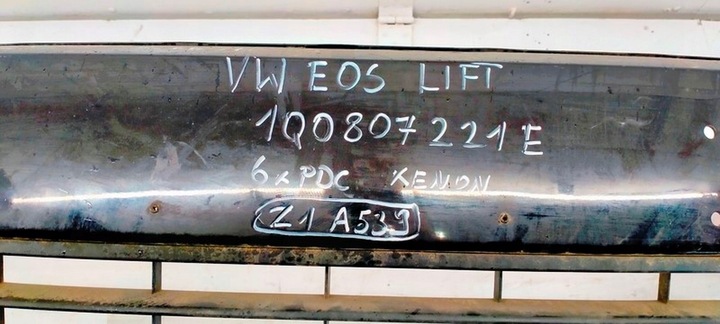 VW EOS LIFT
1Q0807221E
6xPDC XENON
Z1 A539